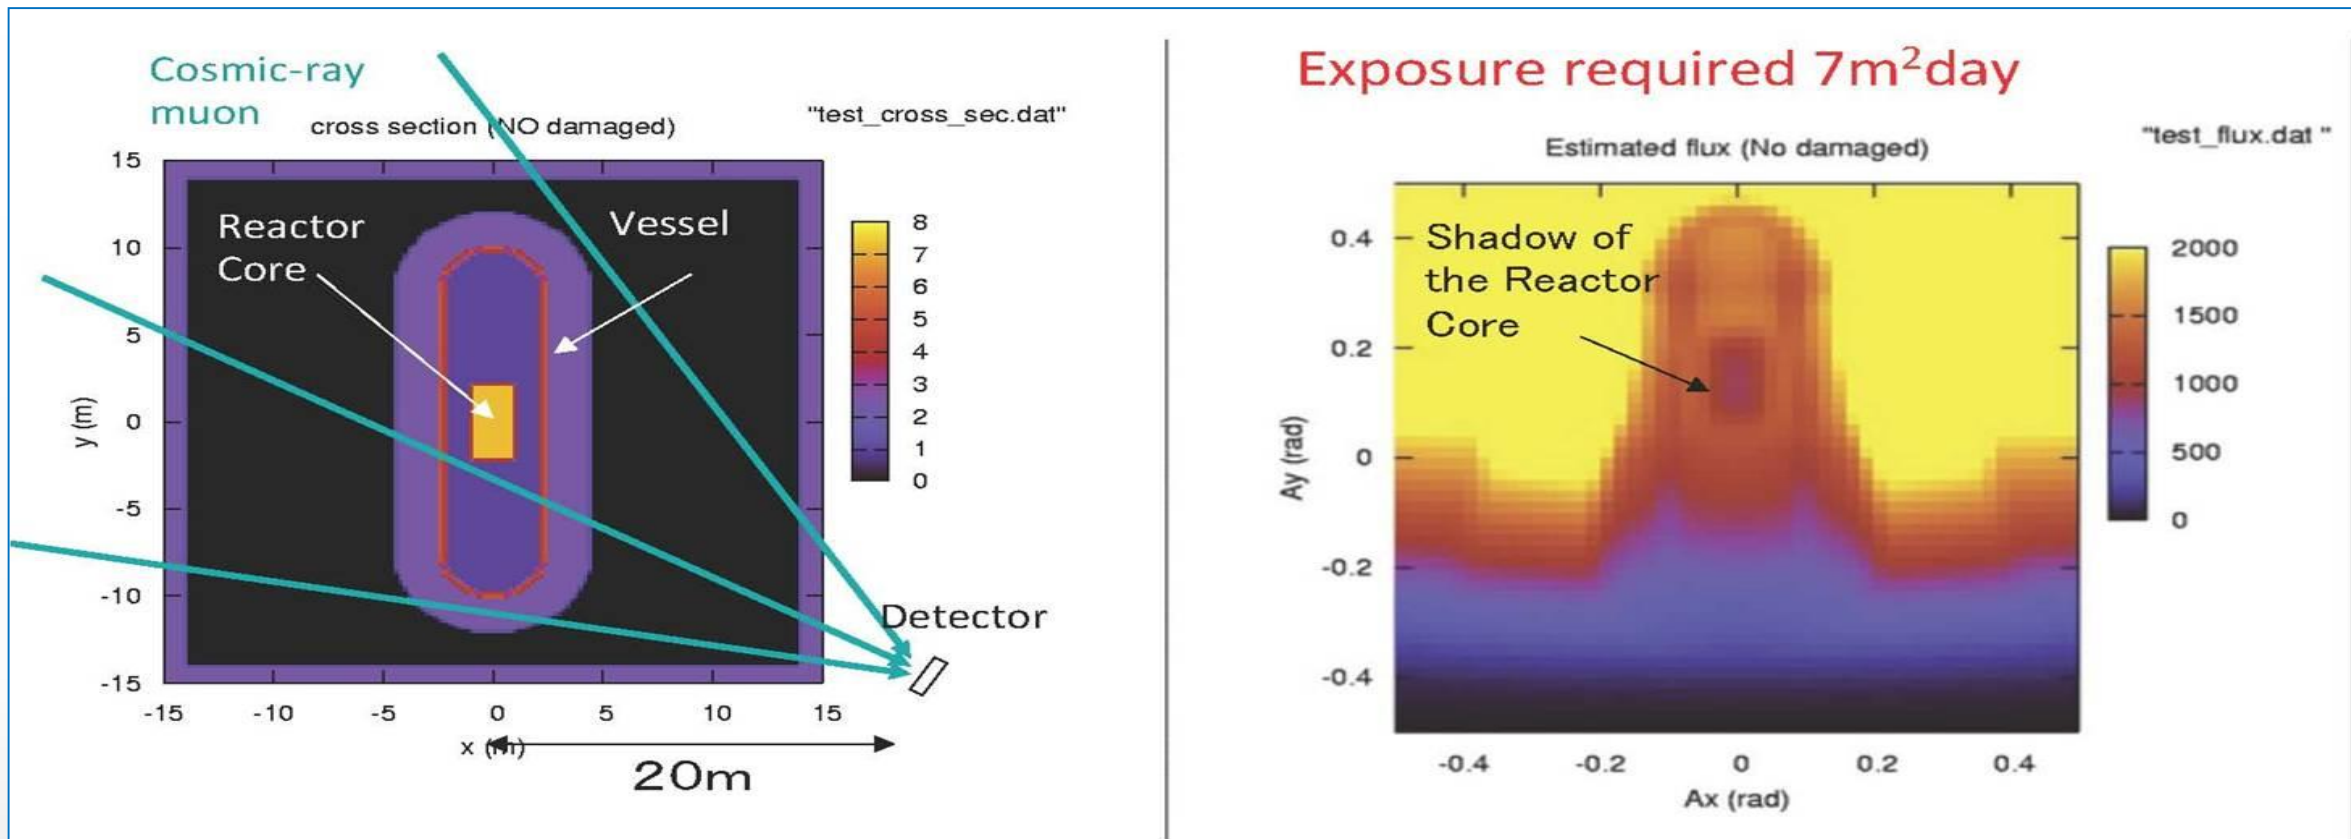 Cosmic-ray
muon
cross section (NO damaged)
"test_cross_sec.dat"
Reactor
Core
Vessel
15
10
5
0
-5
-10
-15
y (m)
-15 -10 -5 0 5 10 15
x (m)
20m
8
7
6
5
4
3
2
1
0
Detector
Exposure required 7m²day
Estimated flux (No damaged)
"test_flux.dat "
Shadow of
the Reactor
Core
0.4
0.2
0
-0.2
-0.4
Ay (rad)
-0.4 -0.2 0 0.2 0.4
Ax (rad)
2000
1500
1000
500
0